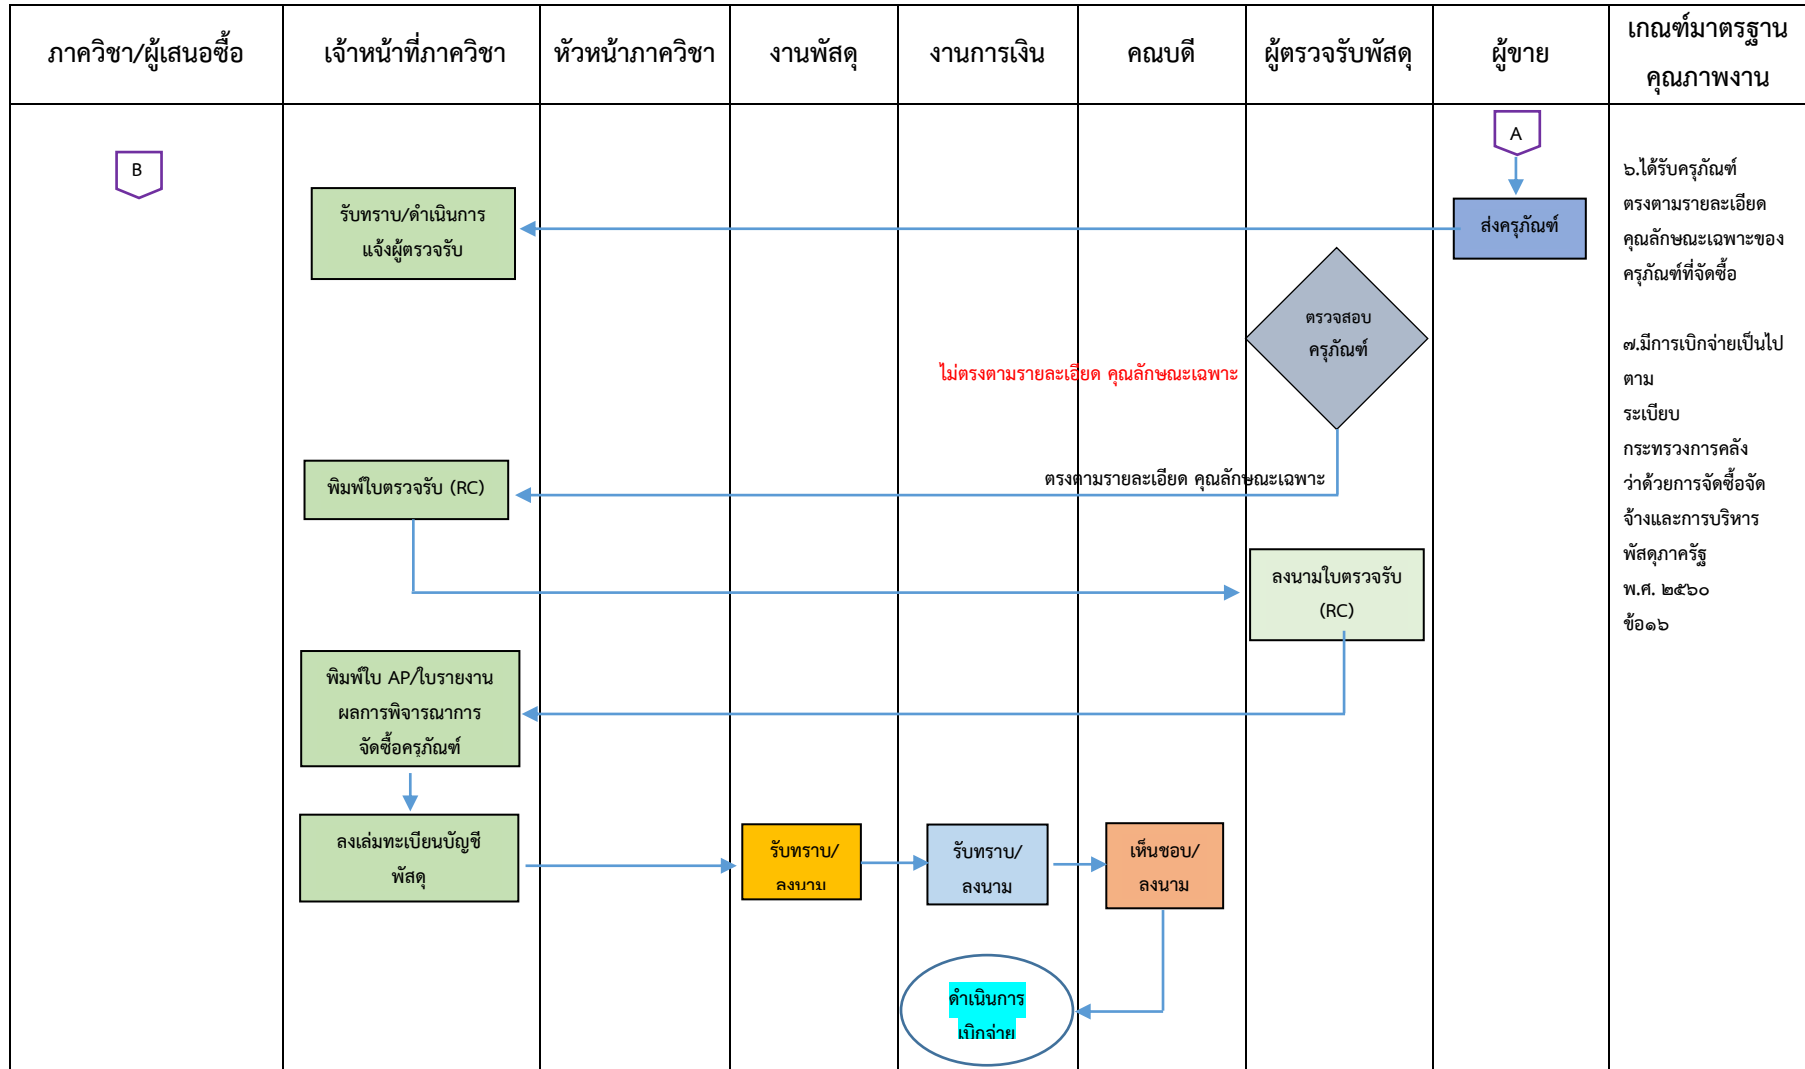 ภาควิชา/ผู้เสนอซื้อ
เจ้าหน้าที่ภาควิชา
หัวหน้าภาควิชา
งานพัสดุ
งานการเงิน
คณบดี
ผู้ตรวจรับพัสดุ
ผู้ขาย
เกณฑ์มาตรฐาน
คุณภาพงาน
A
B
ส่งครุภัณฑ์
รับทราบ/ดำเนินการ
แจ้งผู้ตรวจรับ
ตรวจสอบ
ครุภัณฑ์
ไม่ตรงตามรายละเอียด คุณลักษณะเฉพาะ
ตรงตามรายละเอียด คุณลักษณะเฉพาะ
พิมพ์ใบตรวจรับ (RC)
ลงนามใบตรวจรับ
(RC)
พิมพ์ใบ AP/ใบรายงาน
ผลการพิจารณาการ
จัดซื้อครุภัณฑ์
ลงเล่มทะเบียนบัญชี
พัสดุ
รับทราบ/
ลงนาม
รับทราบ/
ลงนาม
เห็นชอบ/
ลงนาม
ดำเนินการ
เบิกจ่าย
๖.ได้รับครุภัณฑ์
ตรงตามรายละเอียด
คุณลักษณะเฉพาะของ
ครุภัณฑ์ที่จัดซื้อ
๗.มีการเบิกจ่ายเป็นไป
ตาม
ระเบียบ
กระทรวงการคลัง
ว่าด้วยการจัดซื้อจัด
จ้างและการบริหาร
พัสดุภาครัฐ
พ.ศ. ๒๕๖๐
ข้อ๑๖